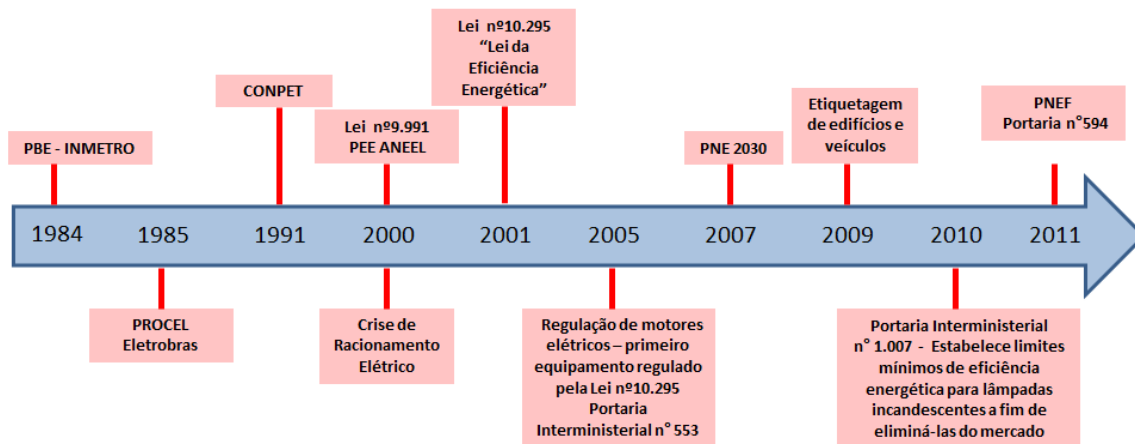 Lei nº10.295
“Lei da
Eficiência
Energética”
CONPET
Etiquetagem
de edifícios e
veículos
PNEF
Portaria n°594
Lei nº9.991
PEE ANEEL
PBE - INMETRO
PNE 2030
1984
1985
1991
2000
2001
2005
2007
2009
2010
2011
PROCEL
Eletrobras
Crise de
Racionamento
Elétrico
Regulação de motores
elétricos – primeiro
equipamento regulado
pela Lei nº10.295
Portaria
Interministerial n° 553
Portaria Interministerial
n° 1.007 - Estabelece limites
mínimos de eficiência
energética para lâmpadas
incandescentes a fim de
eliminá-las do mercado